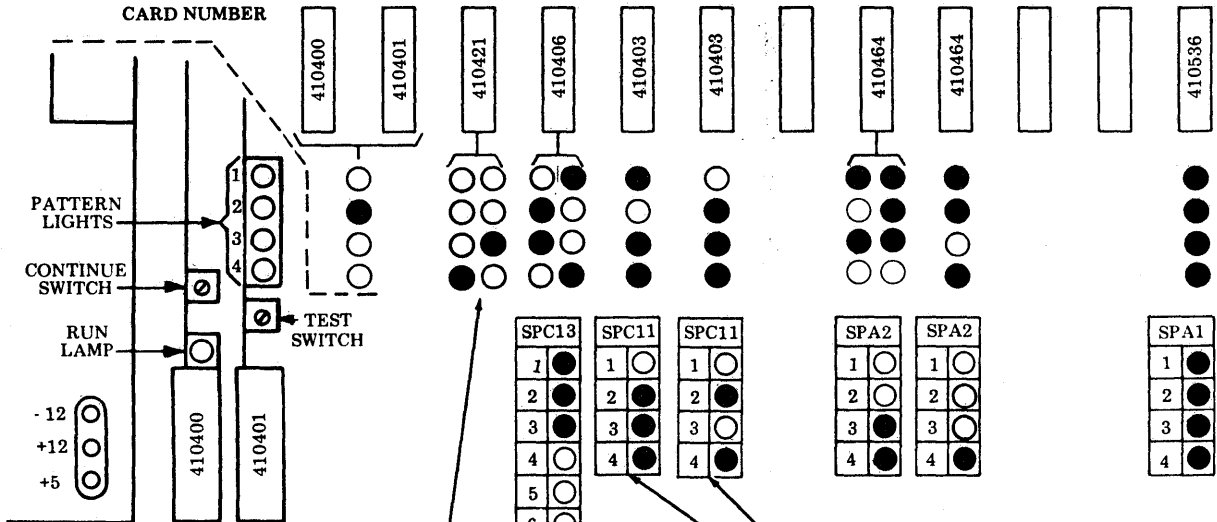 CARD NUMBER
410400
410401
410421
410406
410403
410403
410464
410464
410536
PATTERN
LIGHTS
1
2
3
4
CONTINUE
SWITCH
TEST
SWITCH
RUN
LAMP
- 12
+12
+5
410400
410401
SPC13
1
2
3
4
5
6
SPC11
1
2
3
4
SPC11
1
2
3
4
SPA2
1
2
3
4
SPA2
1
2
3
4
SPA1
1
2
3
4